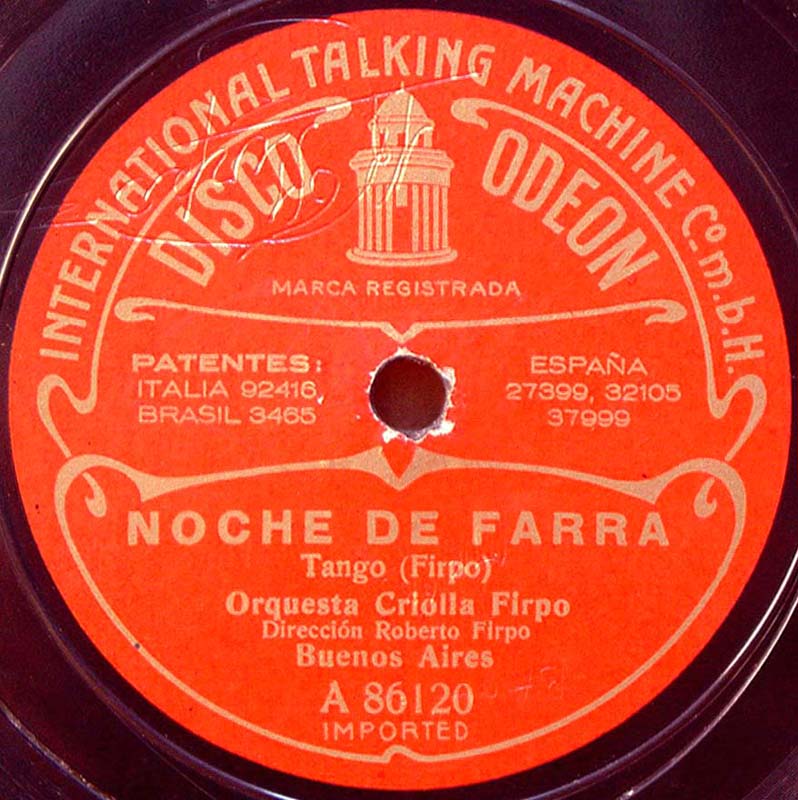 INTERNATIONAL TALKING MACHINE Co. m.b.H.
DISCO ODEON
MARCA REGISTRADA
PATENTES:
ITALIA 92416,
BRASIL 3465
ESPAÑA
27399, 32105
37999
NOCHE DE FARRA
Tango (Firpo)
Orquesta Criolla Firpo
Dirección Roberto Firpo
Buenos Aires
A 86120
IMPORTED